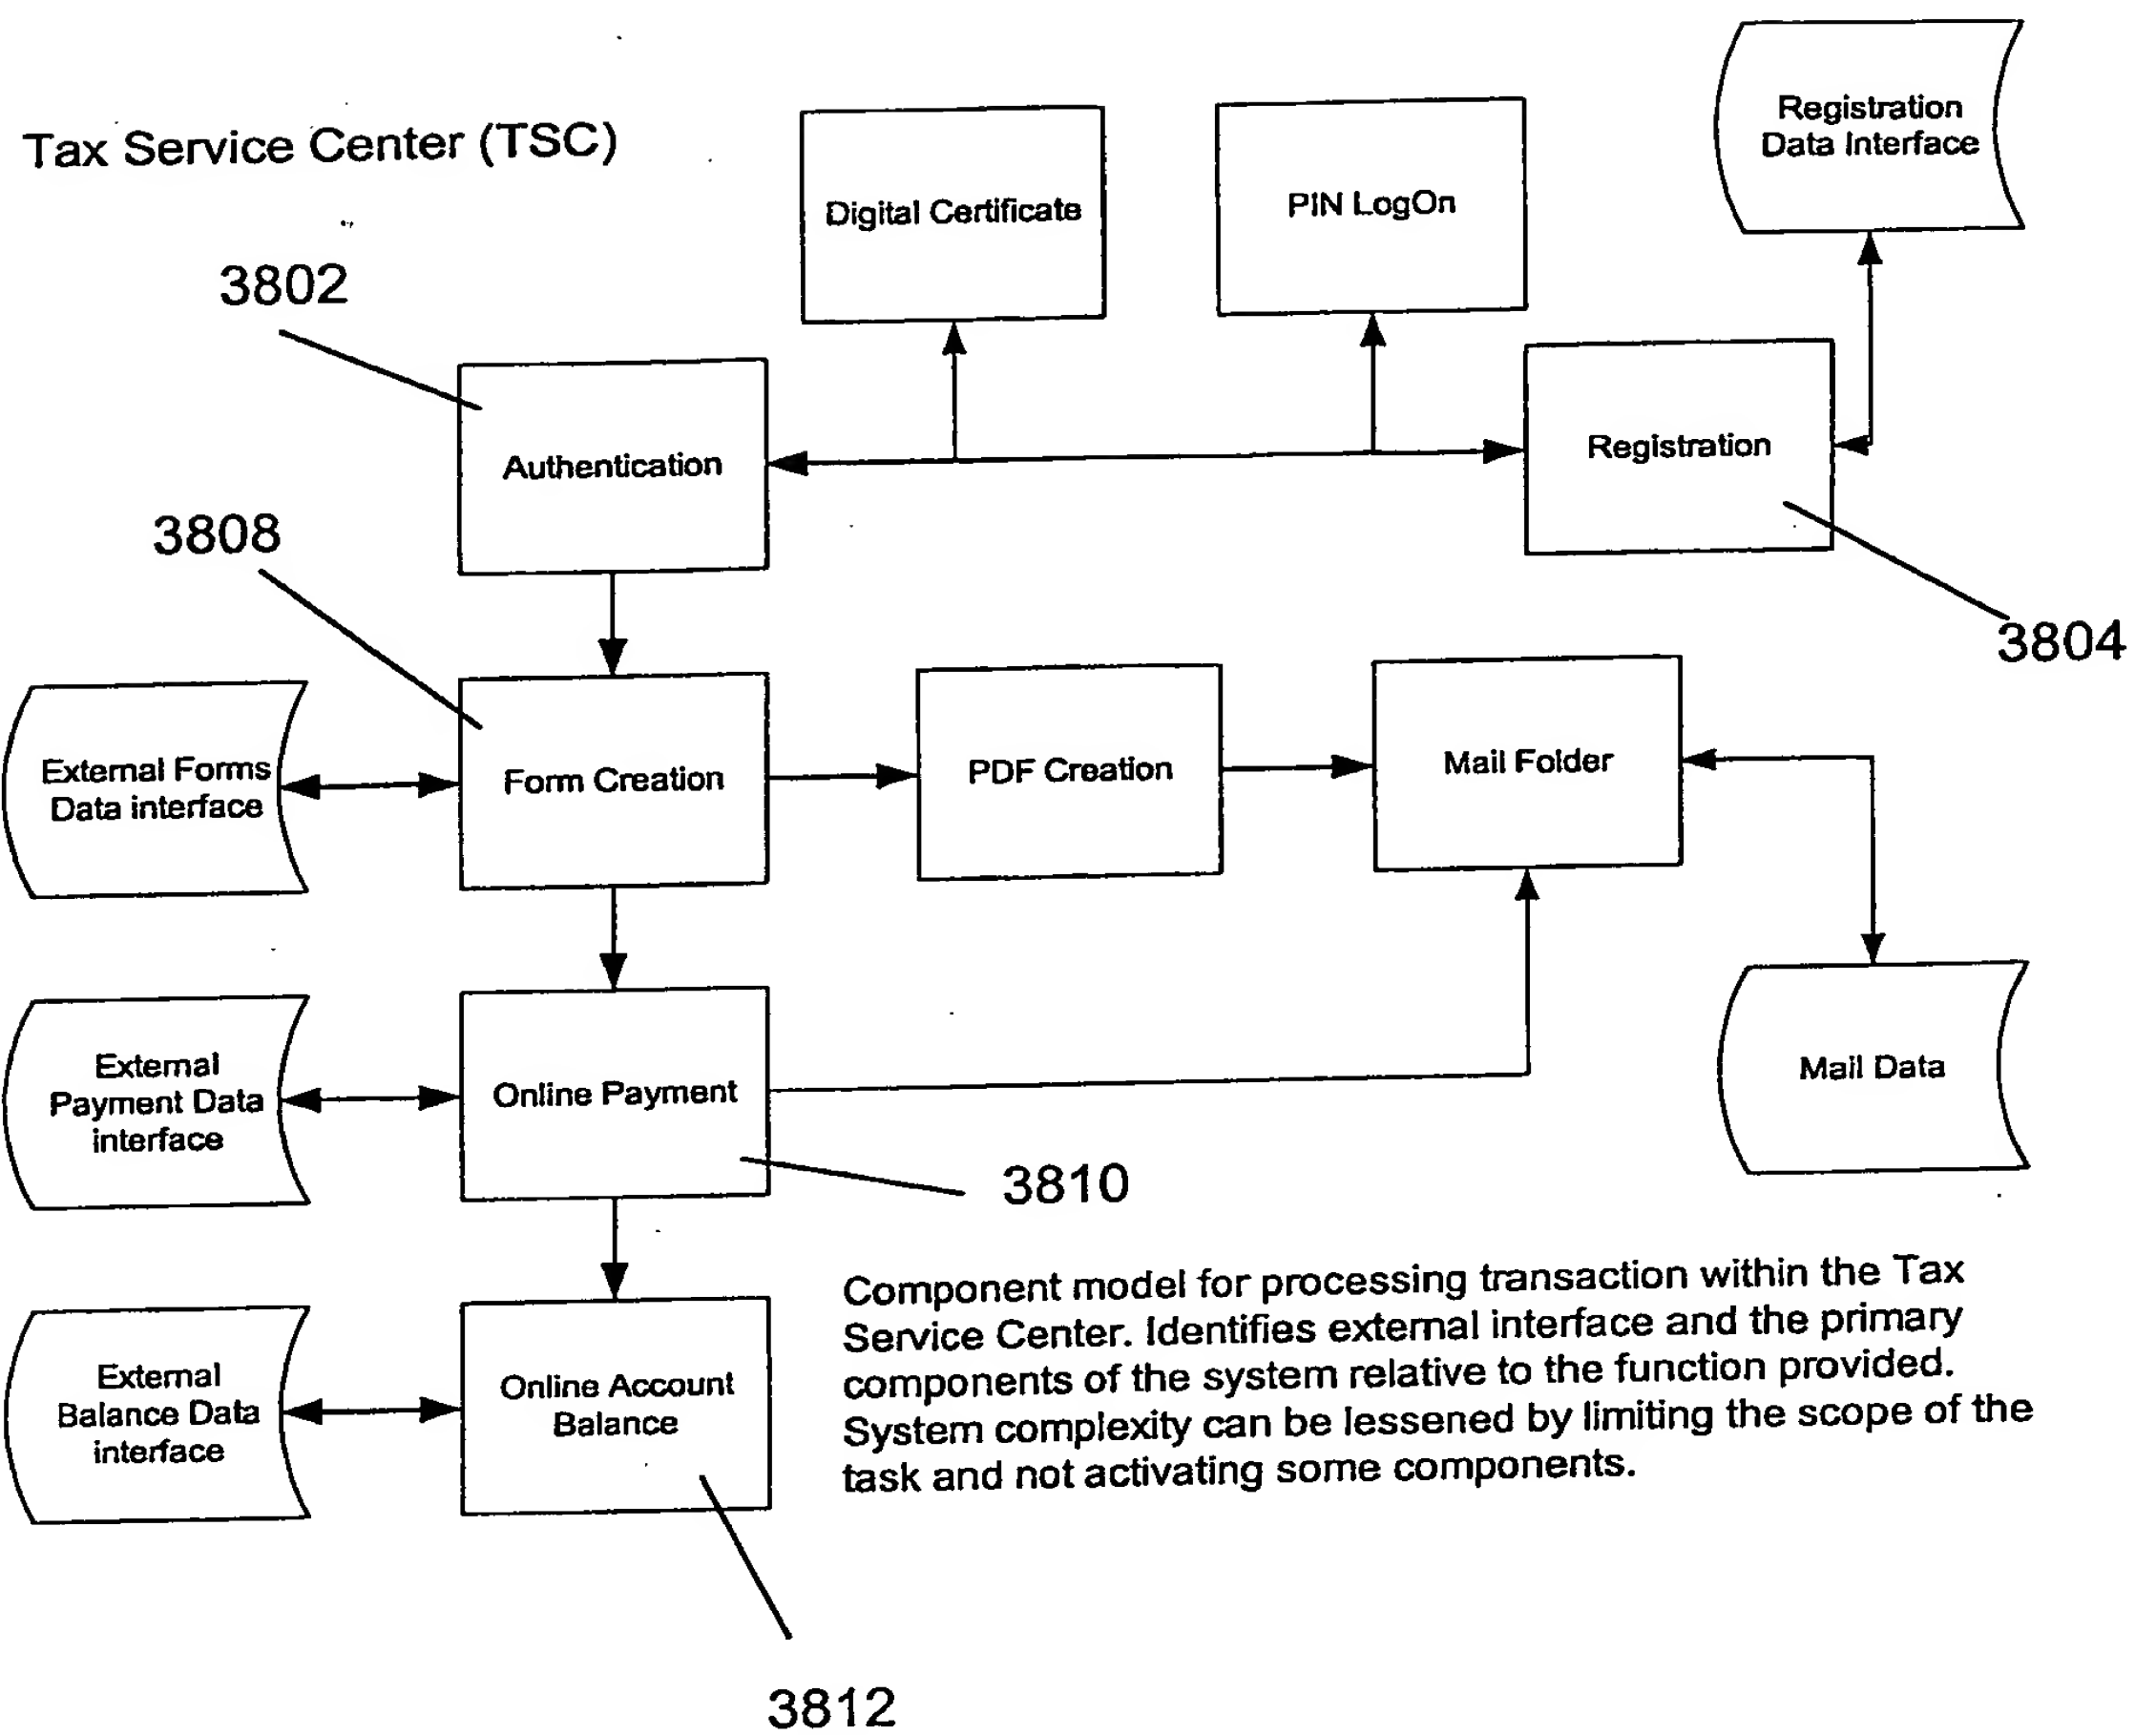 Tax Service Center (TSC)
Digital Certificate
PIN LogOn
Registration
Data Interface
3802
Authentication
Registration
3804
3808
External Forms
Data interface
Form Creation
PDF Creation
Mail Folder
External
Payment Data
interface
Online Payment
Mail Data
3810
External
Balance Data
interface
Online Account
Balance
Component model for processing transaction within the Tax
Service Center. Identifies external interface and the primary
components of the system relative to the function provided.
System complexity can be lessened by limiting the scope of the
task and not activating some components.
3812